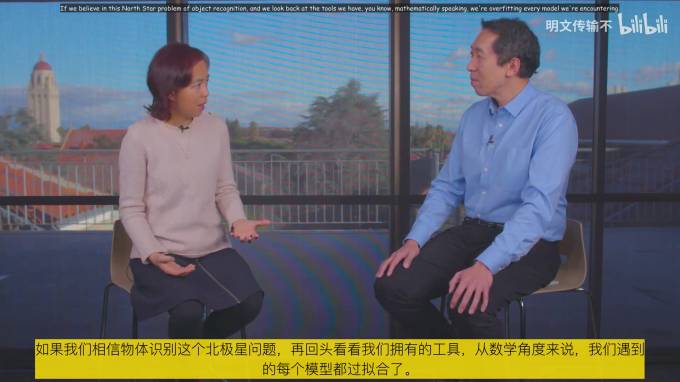 If we believe in this North Star problem of object recognition, and we look back at the tools we have, you know, mathematically speaking, we're overfitting every model we're encountering.
明文传输不 bilibili
如果我们相信物体识别这个北极星问题，再回头看看我们拥有的工具，从数学角度来说，我们遇到
的每个模型都过拟合了。